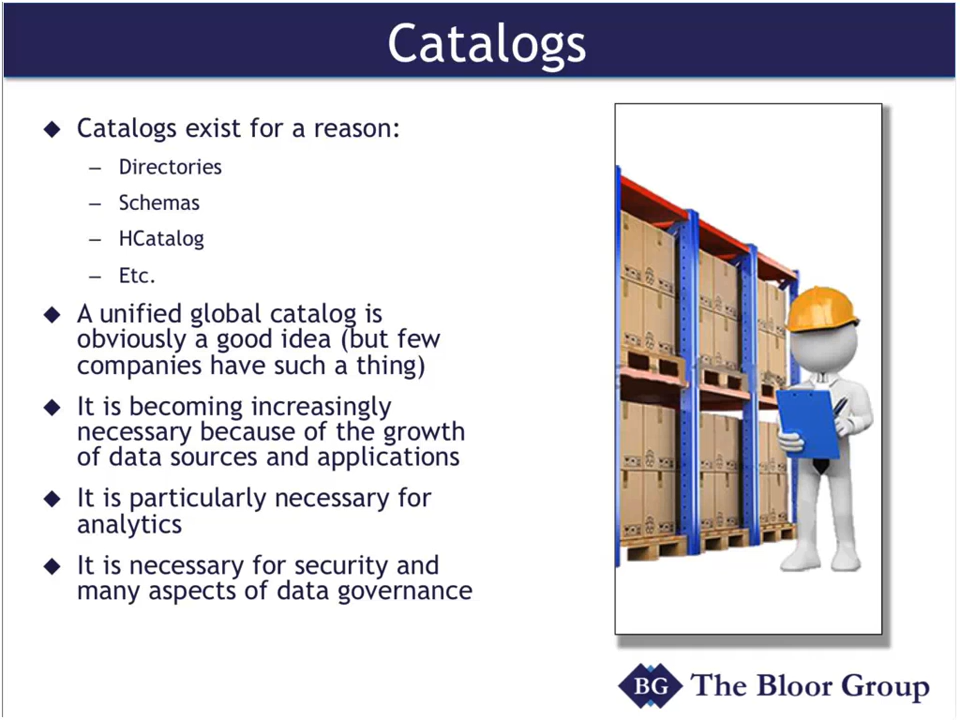 Catalogs
◆ Catalogs exist for a reason:
– Directories
– Schemas
– HCatalog
– Etc.
◆ A unified global catalog is
obviously a good idea (but few
companies have such a thing)
◆ It is becoming increasingly
necessary because of the growth
of data sources and applications
◆ It is particularly necessary for
analytics
◆ It is necessary for security and
many aspects of data governance
BG The Bloor Group